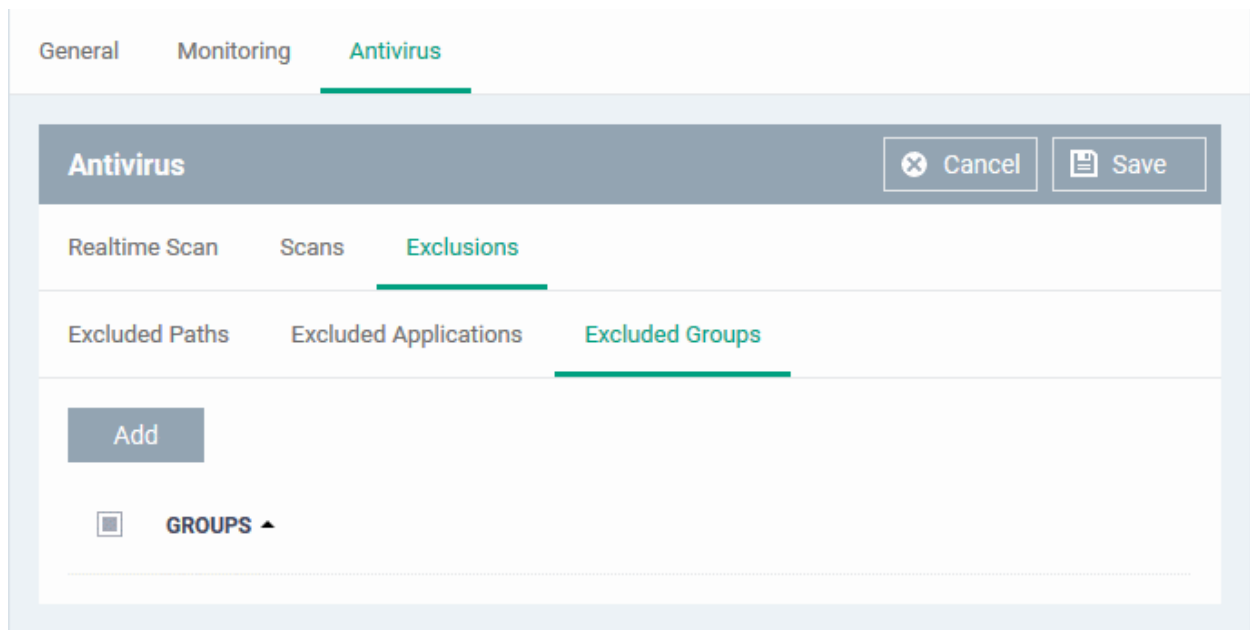 General Monitoring Antivirus
Antivirus Cancel Save
Realtime Scan Scans Exclusions
Excluded Paths Excluded Applications Excluded Groups
Add
GROUPS